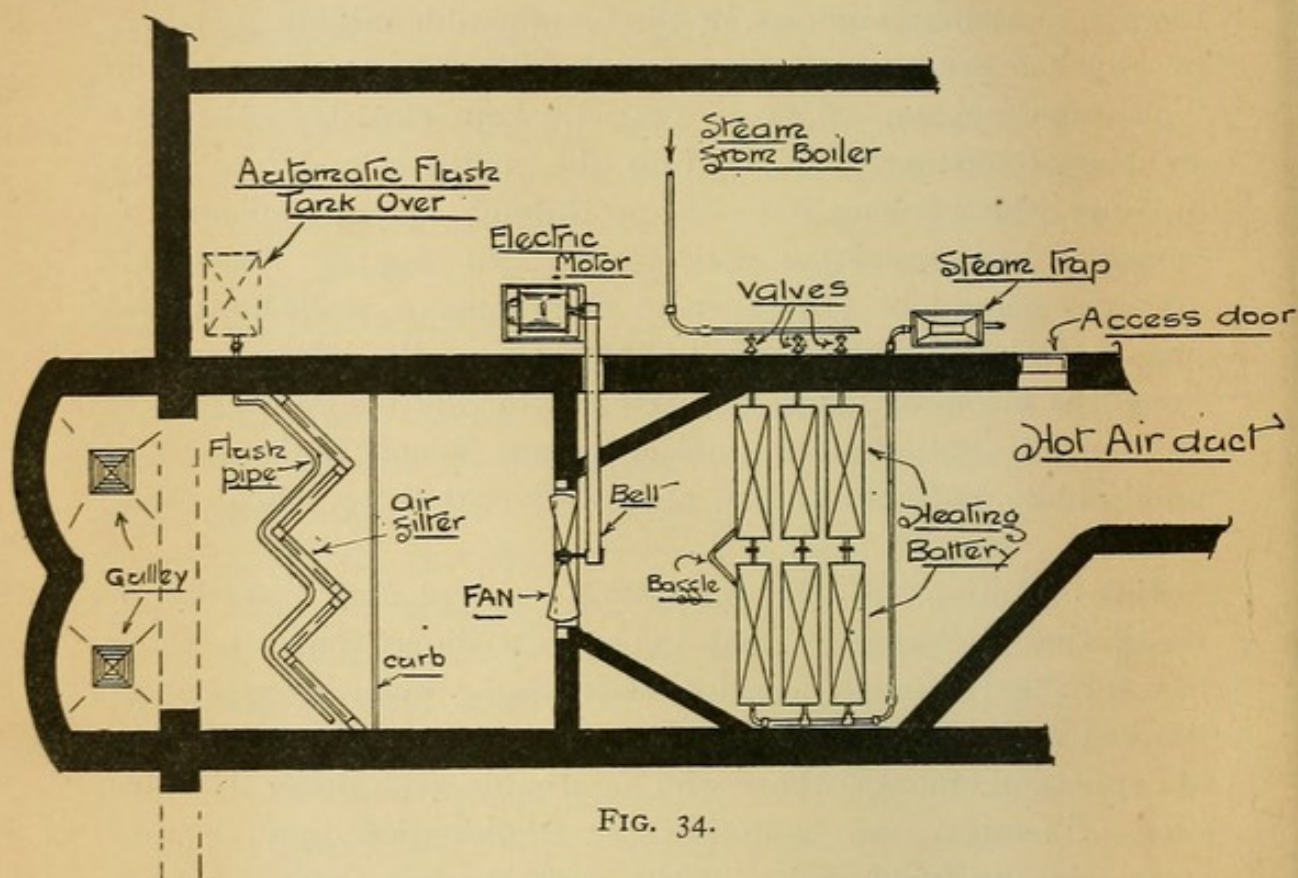 Steam
from Boiler
Automatic Flush
Tank Over
Electric
Motor
Steam Trap
Valves
Access door
Hot Air duct
Flush
pipe
air
filter
Belt
Heating
Battery
Baffle
Gulley
FAN
curb
FIG. 34.